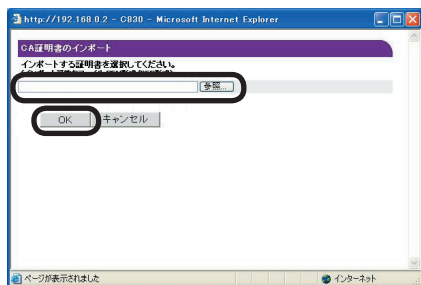 http://192.168.0.2 - C830 - Microsoft Internet Explorer
CA証明書のインポート
インポートする証明書を選択してください。
参照...
OK キャンセル
ページが表示されました インターネット